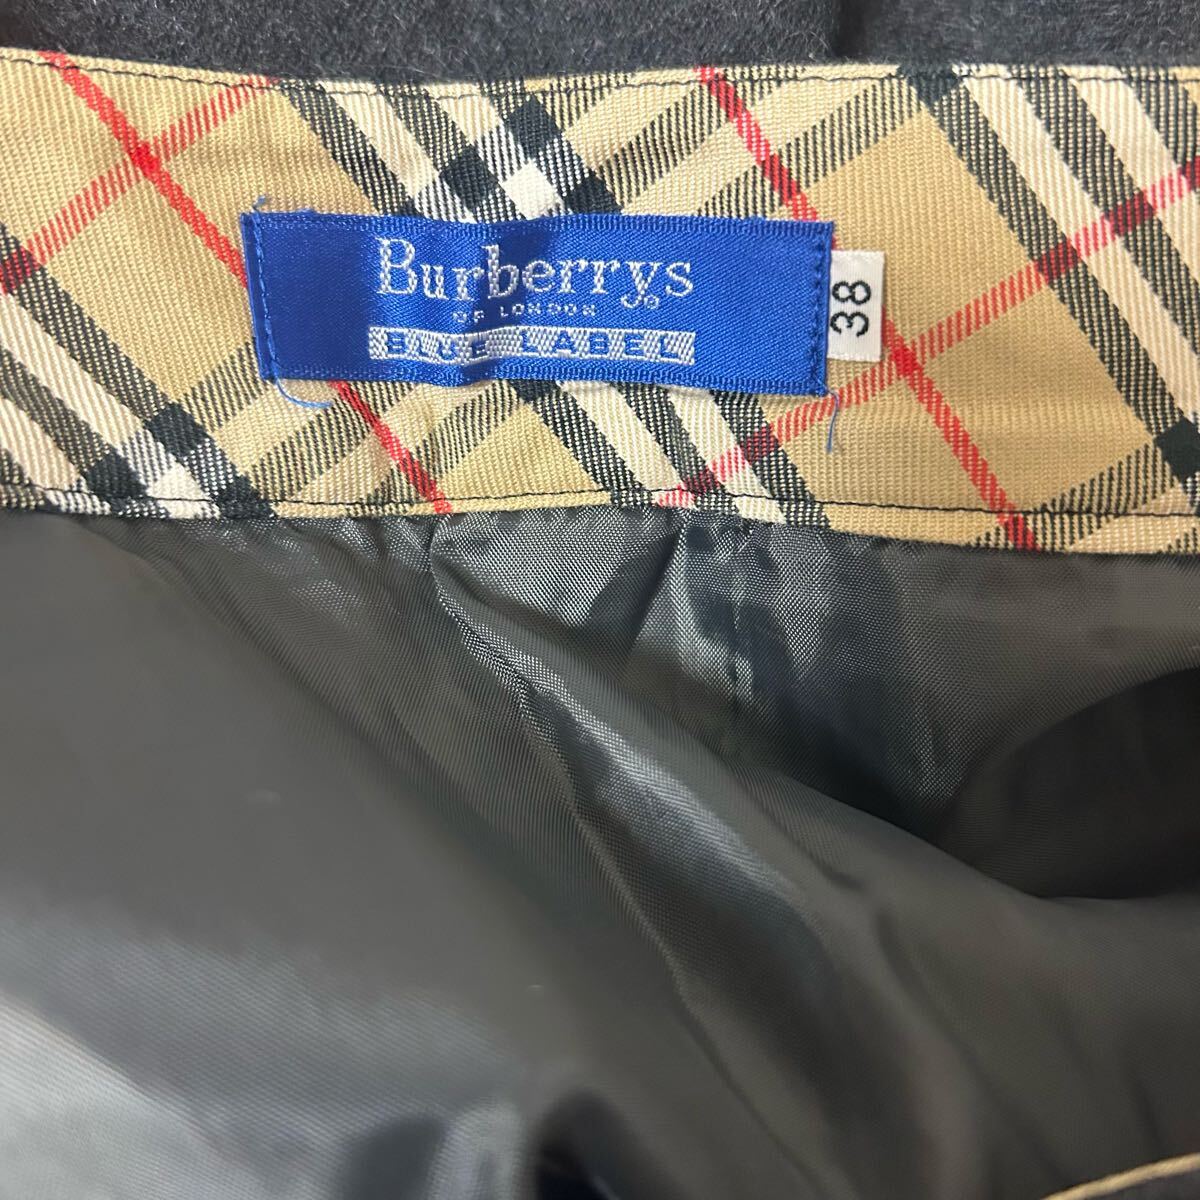 Burberrys®
OF LONDON
BLUE LABEL
38